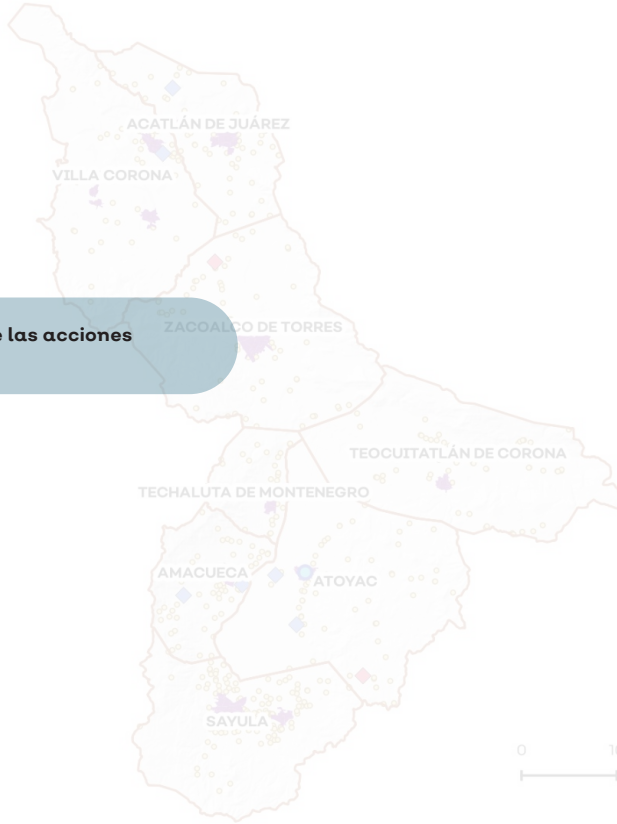 ACATLÁN DE JUÁREZ
VILLA CORONA
las acciones
ZACOALCO DE TORRES
TEOCUITATLÁN DE CORONA
TECHALUTA DE MONTENEGRO
AMACUECA
ATOYAC
SAYULA
0